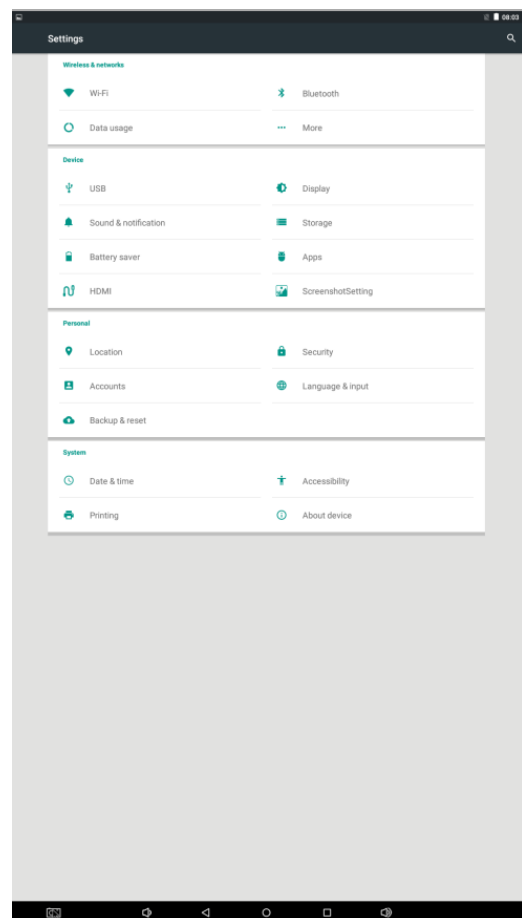 08:03
Settings
Wireless & networks
Wi-Fi
Bluetooth
Data usage
More
Device
USB
Display
Sound & notification
Storage
Battery saver
Apps
HDMI
ScreenshotSetting
Personal
Location
Security
Accounts
Language & input
Backup & reset
System
Date & time
Accessibility
Printing
About device